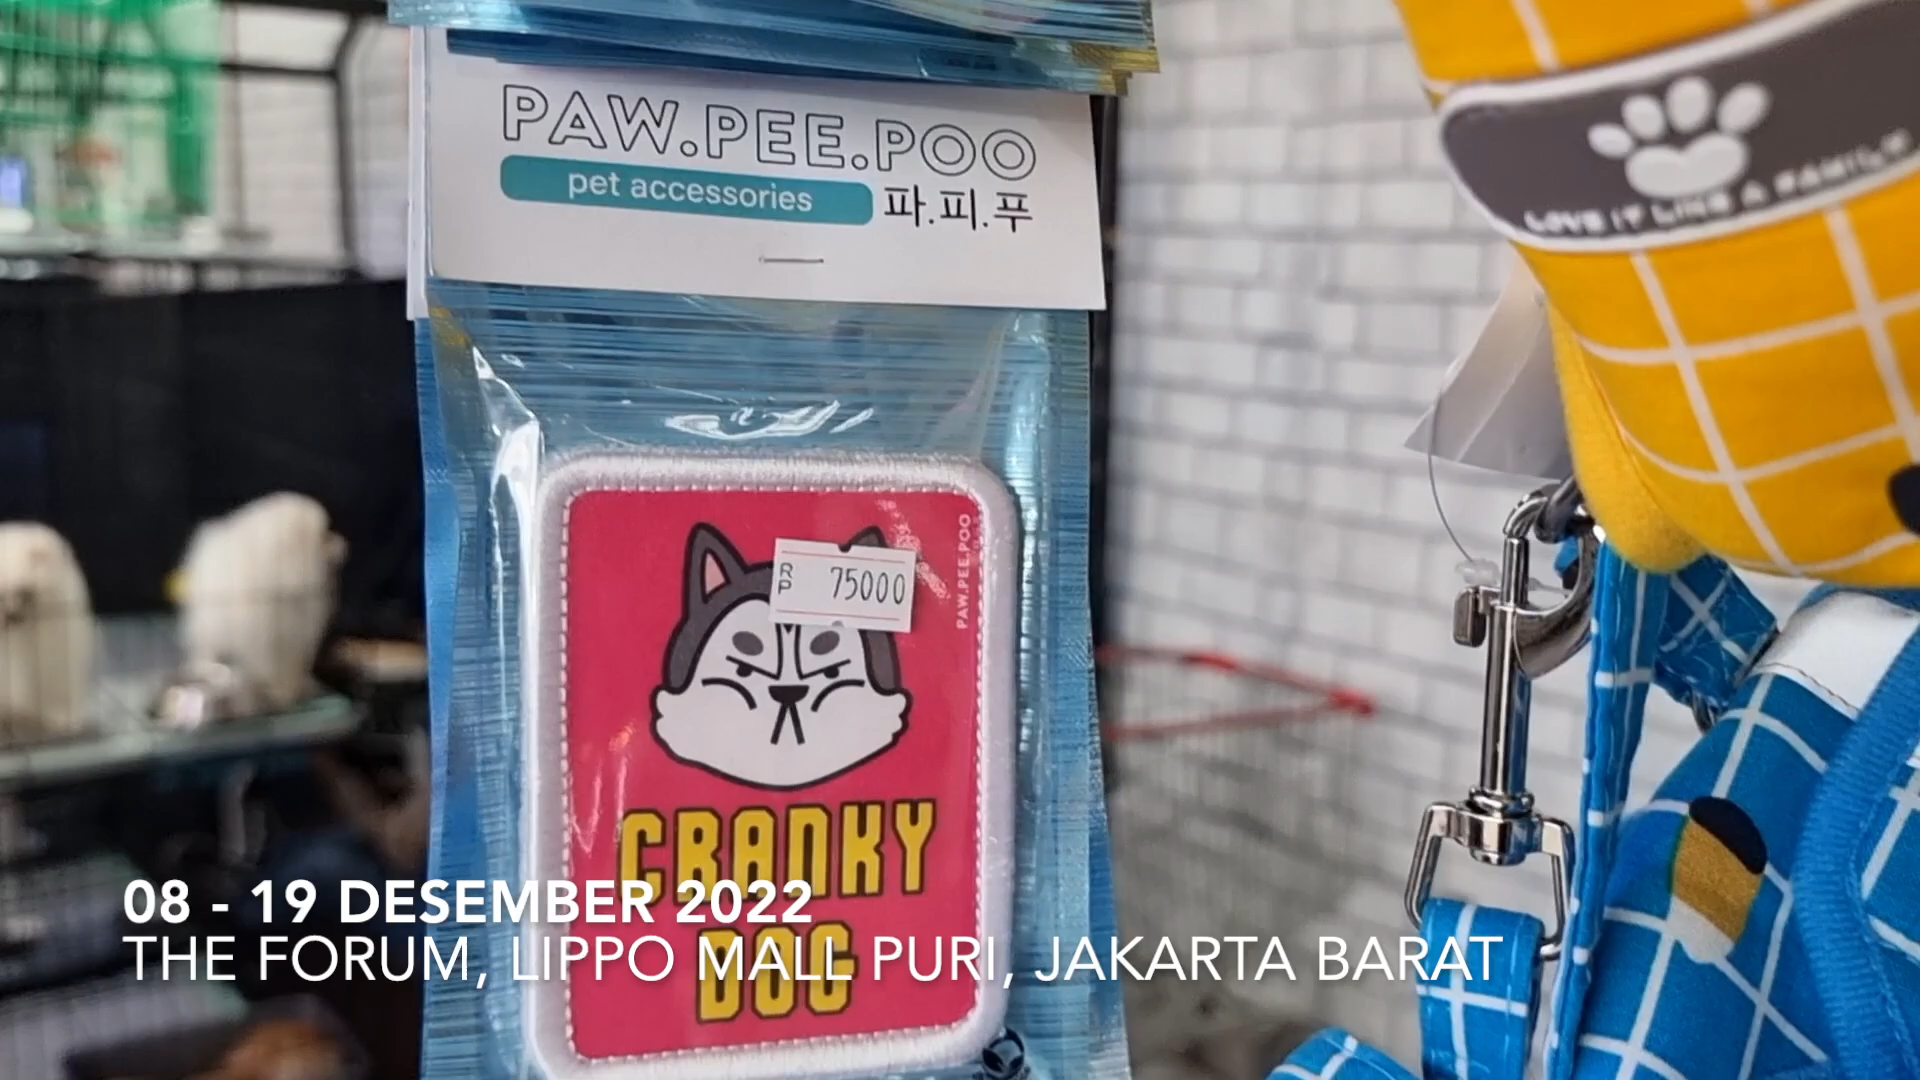 PAW.PEE.POO
pet accessories 파.피.푸
LOVE IT LIKE A FAMILY
RP 75000
PAW.PEE.POO
CRANKY
DOG
08 - 19 DESEMBER 2022
THE FORUM, LIPPO MALL PURI, JAKARTA BARAT